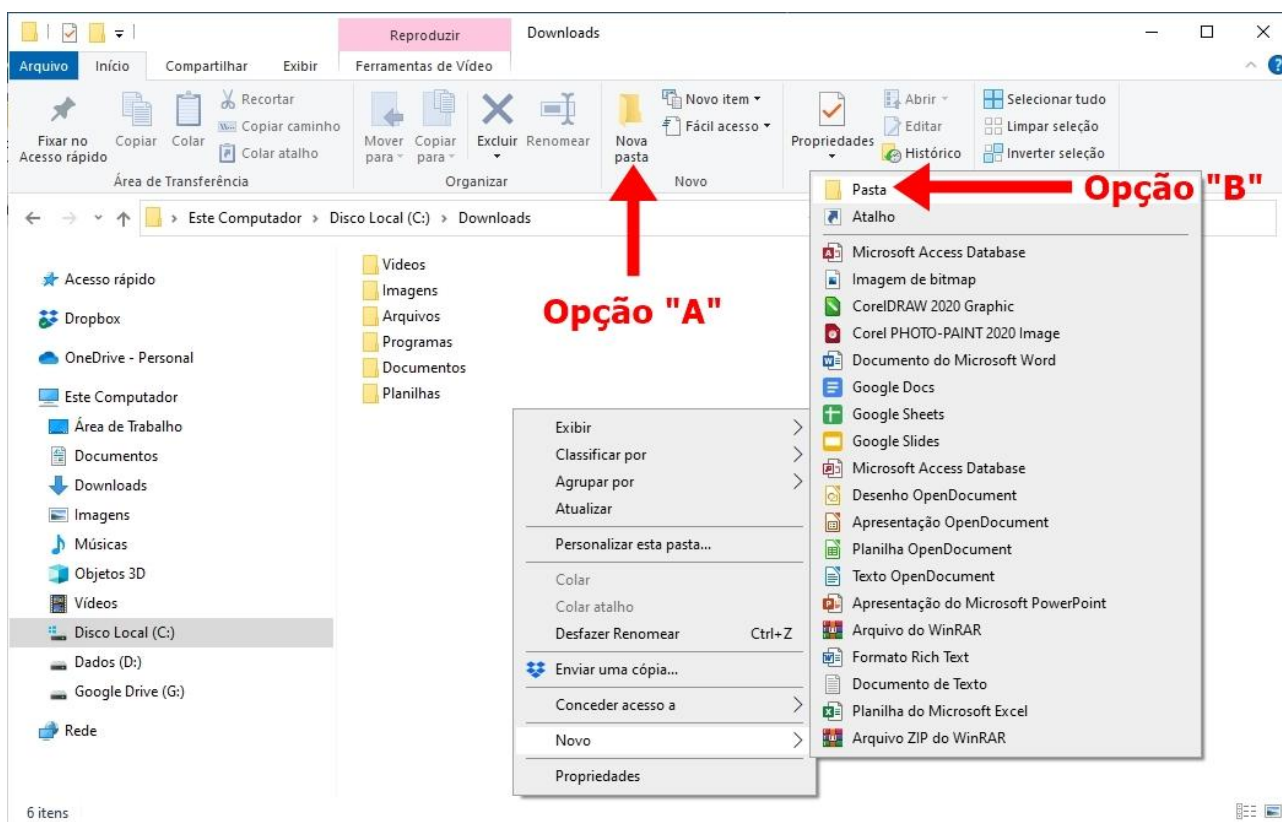 Reproduzir
Downloads
Arquivo
Início
Compartilhar
Exibir
Ferramentas de Vídeo
Fixar no
Acesso rápido
Copiar
Colar
Recortar
Copiar caminho
Colar atalho
Área de Transferência
Mover
para
Copiar
para
Excluir
Renomear
Organizar
Nova
pasta
Novo item
Fácil acesso
Novo
Propriedades
Abrir
Editar
Histórico
Selecionar tudo
Limpar seleção
Inverter seleção
Este Computador > Disco Local (C:) > Downloads
Acesso rápido
Dropbox
OneDrive - Personal
Este Computador
Área de Trabalho
Documentos
Downloads
Imagens
Músicas
Objetos 3D
Vídeos
Disco Local (C:)
Dados (D:)
Google Drive (G:)
Rede
Videos
Imagens
Arquivos
Programas
Documentos
Planilhas
Opção "A"
Exibir
Classificar por
Agrupar por
Atualizar
Personalizar esta pasta...
Colar
Colar atalho
Desfazer Renomear Ctrl+Z
Enviar uma cópia...
Conceder acesso a
Novo
Propriedades
Pasta
Opção "B"
Atalho
Microsoft Access Database
Imagem de bitmap
CorelDRAW 2020 Graphic
Corel PHOTO-PAINT 2020 Image
Documento do Microsoft Word
Google Docs
Google Sheets
Google Slides
Microsoft Access Database
Desenho OpenDocument
Apresentação OpenDocument
Planilha OpenDocument
Texto OpenDocument
Apresentação do Microsoft PowerPoint
Arquivo do WinRAR
Formato Rich Text
Documento de Texto
Planilha do Microsoft Excel
Arquivo ZIP do WinRAR
6 itens